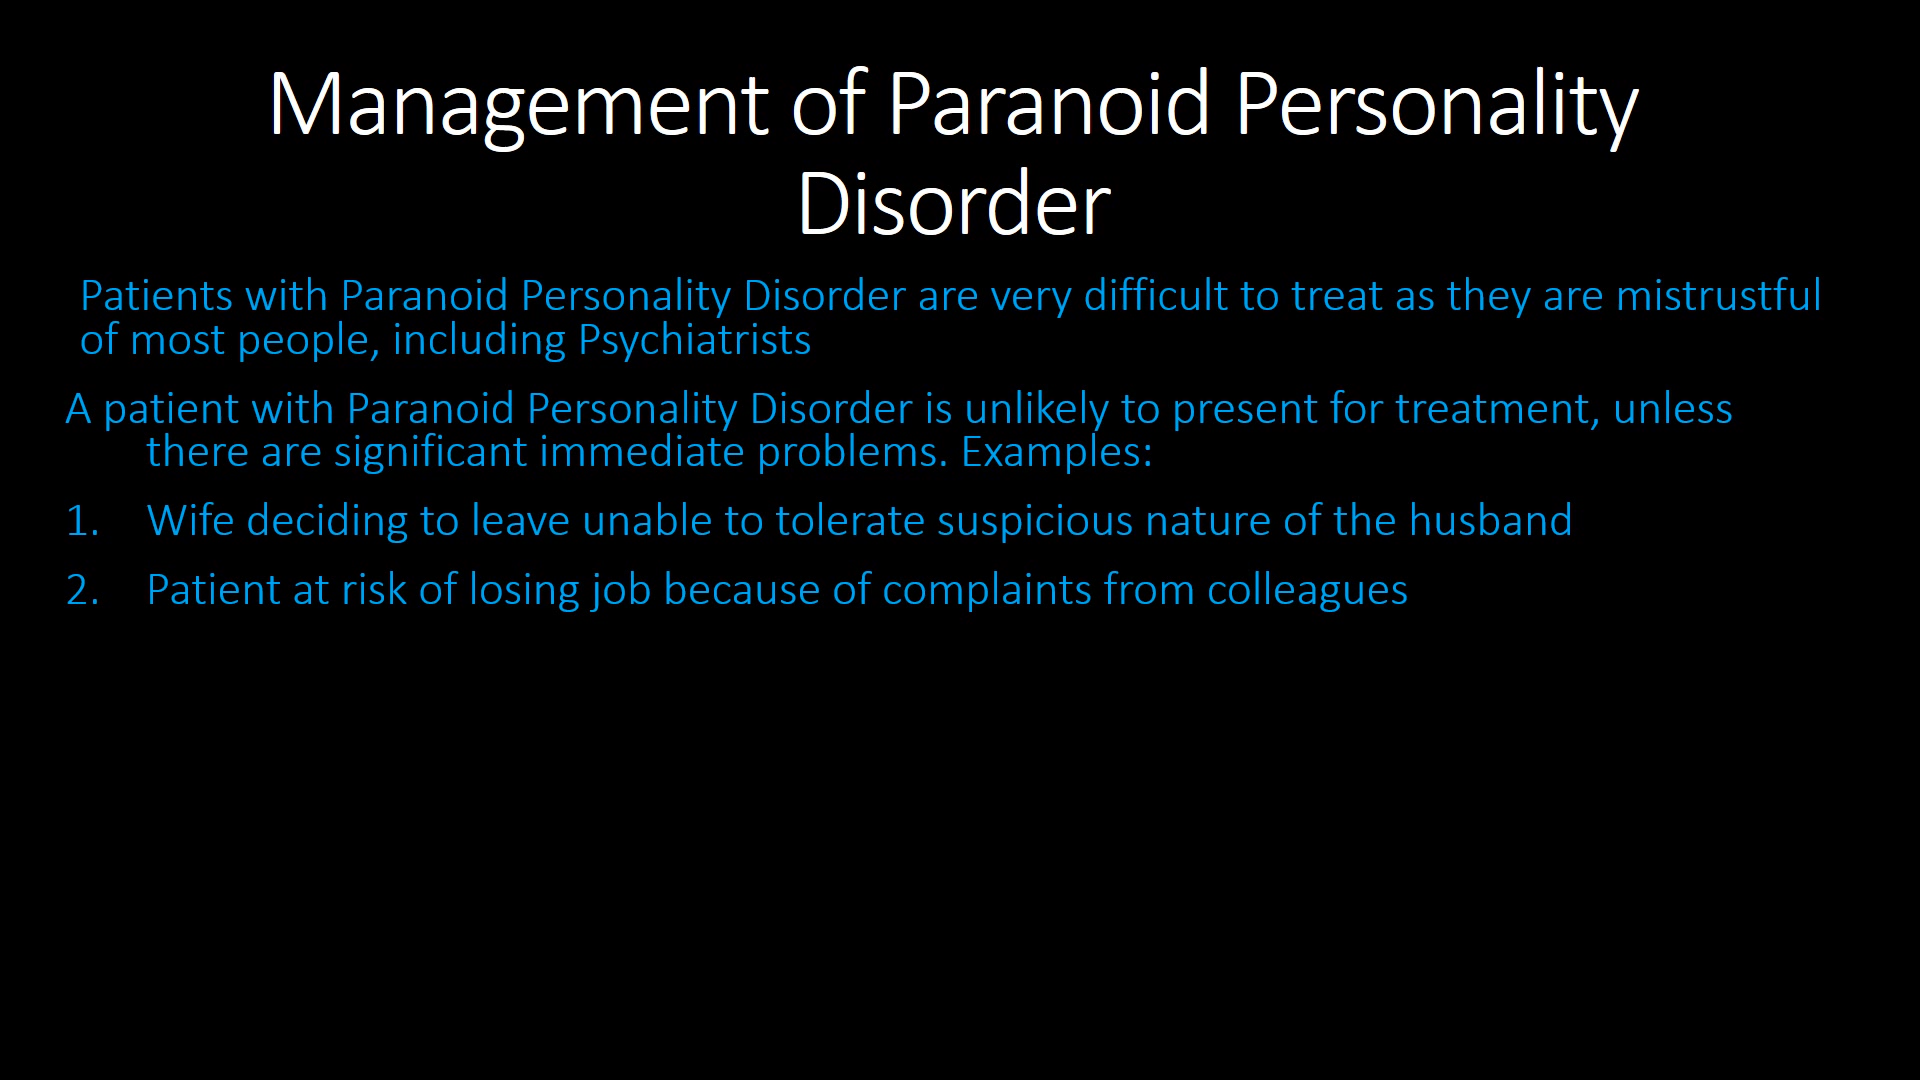 Management of Paranoid Personality
Disorder
Patients with Paranoid Personality Disorder are very difficult to treat as they are mistrustful
of most people, including Psychiatrists
A patient with Paranoid Personality Disorder is unlikely to present for treatment, unless
there are significant immediate problems. Examples:
1. Wife deciding to leave unable to tolerate suspicious nature of the husband
2. Patient at risk of losing job because of complaints from colleagues